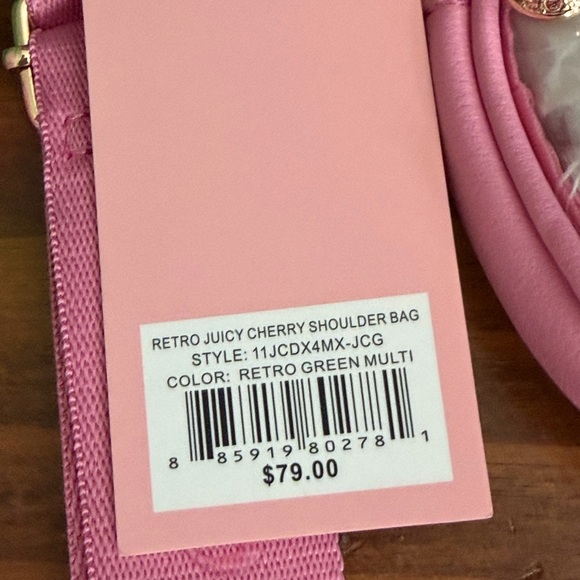 RETRO JUICY CHERRY SHOULDER BAG
STYLE: 11JCDX4MX-JCG
COLOR: RETRO GREEN MULTI
8 85919 80278 1
$79.00